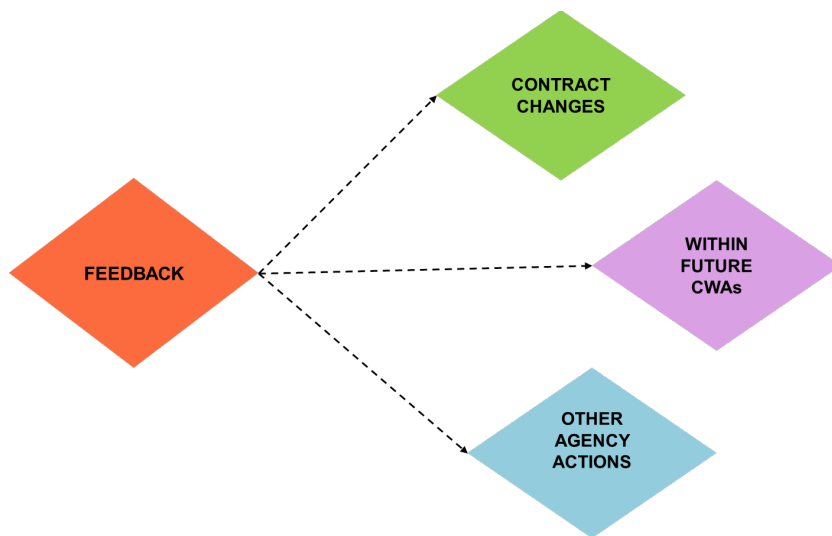 CONTRACT
CHANGES
FEEDBACK
WITHIN
FUTURE
CWAs
OTHER
AGENCY
ACTIONS